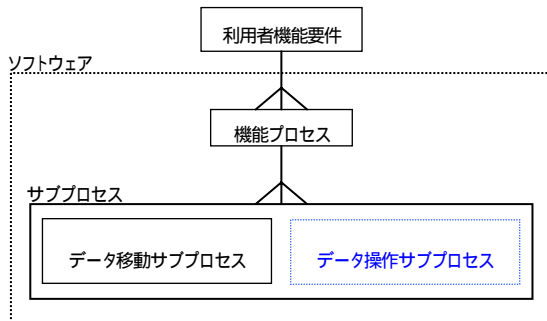 利用者機能要件
ソフトウェア
機能プロセス
サブプロセス
データ移動サブプロセス
データ操作サブプロセス